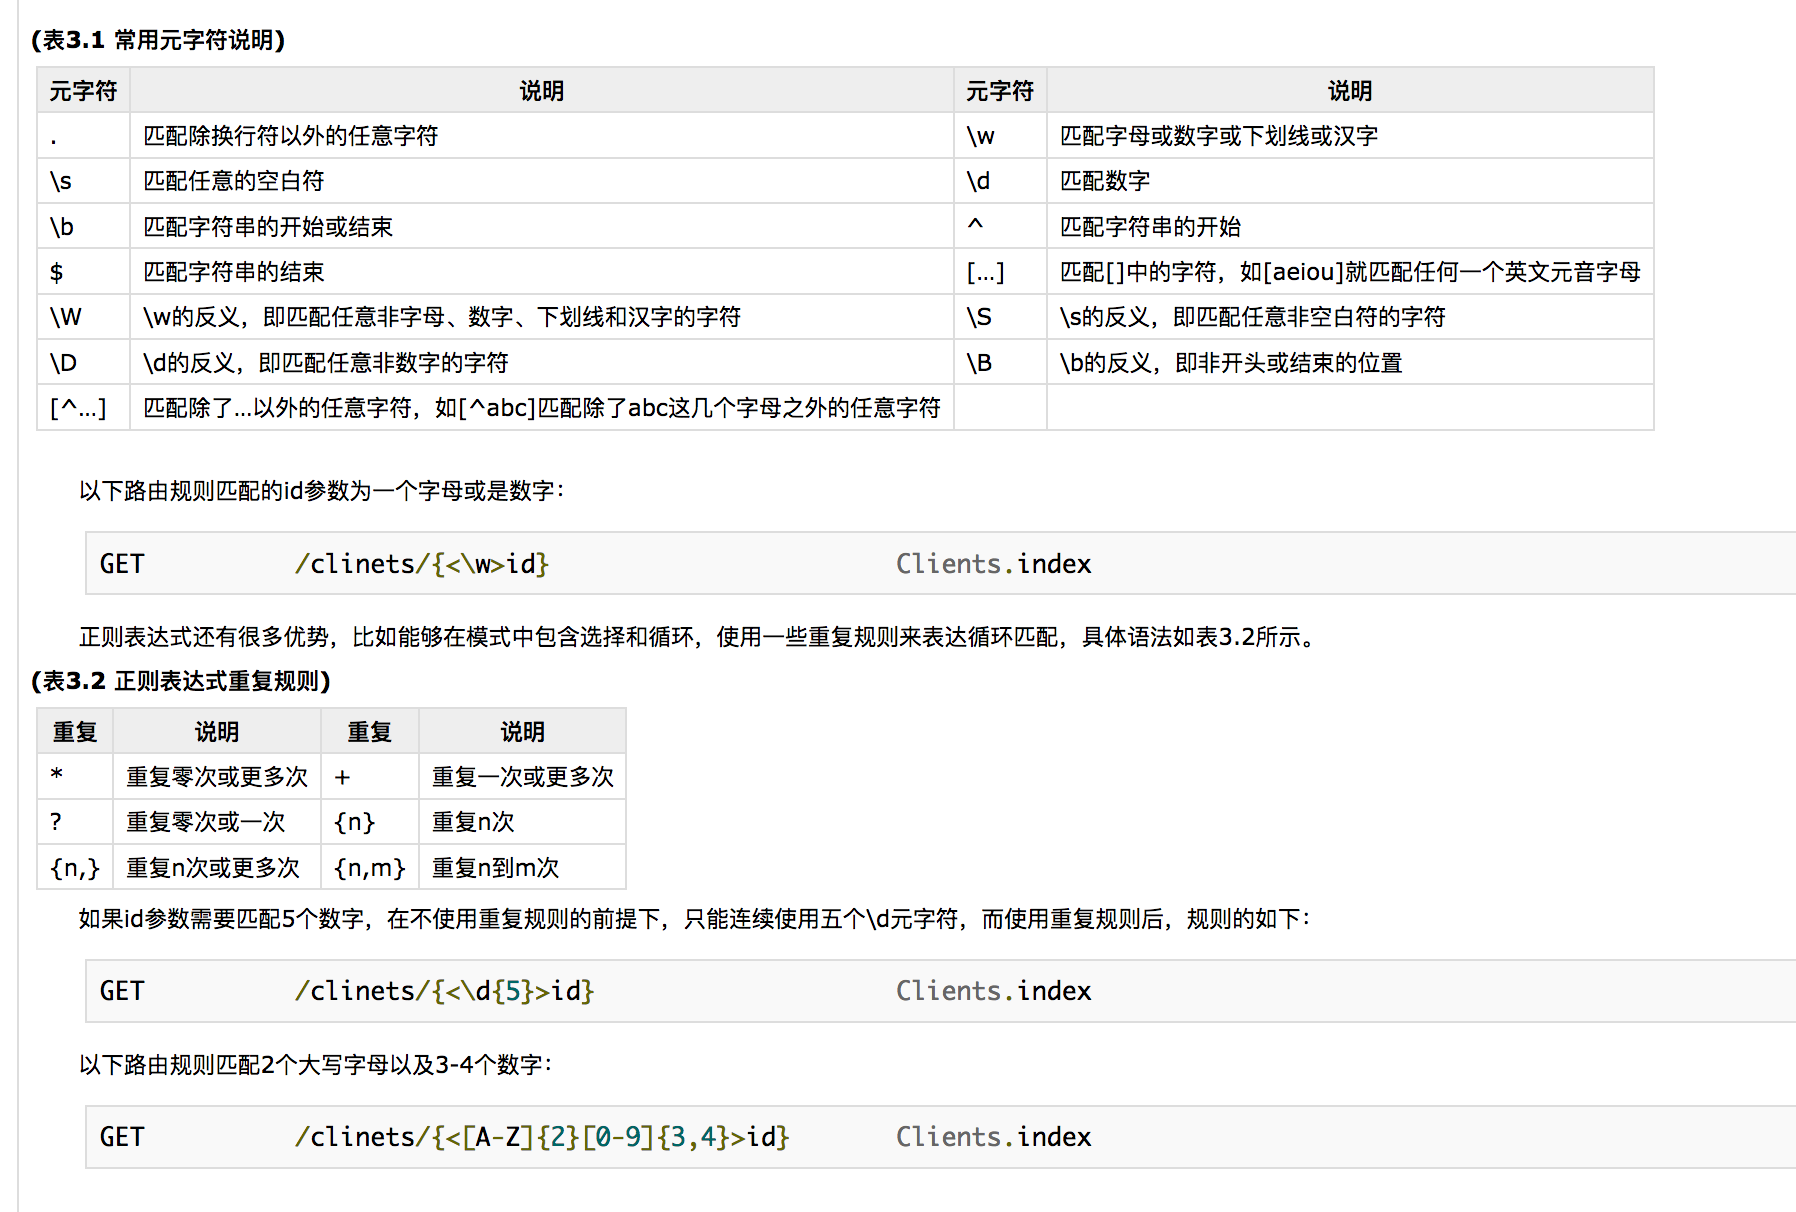 (表3.1 常用元字符说明)
元字符 说明 元字符 说明
. 匹配除换行符以外的任意字符 \w 匹配字母或数字或下划线或汉字
\s 匹配任意的空白符 \d 匹配数字
\b 匹配字符串的开始或结束 ^ 匹配字符串的开始
$ 匹配字符串的结束 [...] 匹配[]中的字符，如[aeiou]就匹配任何一个英文元音字母
\W \w的反义，即匹配任意非字母、数字、下划线和汉字的字符 \S \s的反义，即匹配任意非空白符的字符
\D \d的反义，即匹配任意非数字的字符 \B \b的反义，即非开头或结束的位置
[^...] 匹配除了...以外的任意字符，如[^abc]匹配除了abc这几个字母之外的任意字符
以下路由规则匹配的id参数为一个字母或是数字：
GET /clinets/{<\w>id} Clients.index
正则表达式还有很多优势，比如能够在模式中包含选择和循环，使用一些重复规则来表达循环匹配，具体语法如表3.2所示。
(表3.2 正则表达式重复规则)
重复 说明 重复 说明
* 重复零次或更多次 + 重复一次或更多次
? 重复零次或一次 {n} 重复n次
{n,} 重复n次或更多次 {n,m} 重复n到m次
如果id参数需要匹配5个数字，在不使用重复规则的前提下，只能连续使用五个\d元字符，而使用重复规则后，规则的如下：
GET /clinets/{<\d{5}>id} Clients.index
以下路由规则匹配2个大写字母以及3-4个数字：
GET /clinets/{<[A-Z]{2}[0-9]{3,4}>id} Clients.index